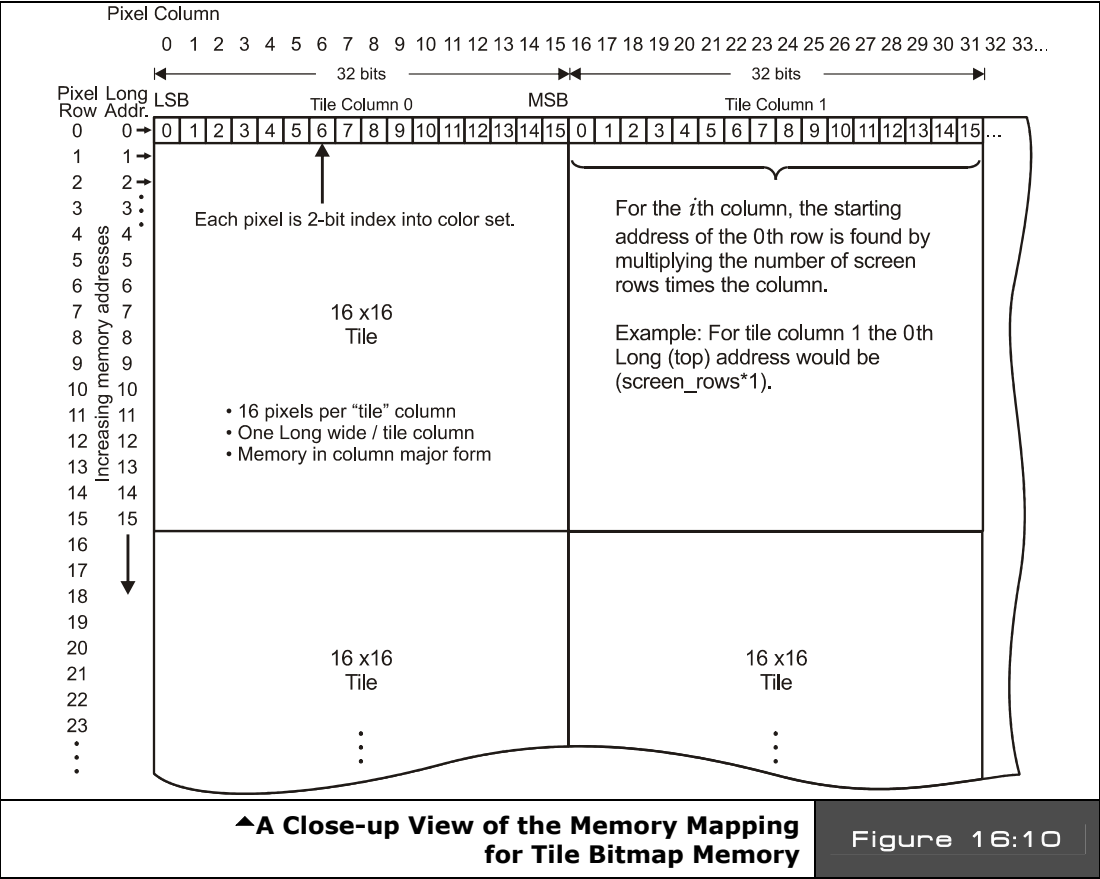 Pixel Column
0 1 2 3 4 5 6 7 8 9 10 11 12 13 14 15 16 17 18 19 20 21 22 23 24 25 26 27 28 29 30 31 32 33...
32 bits 32 bits
Pixel Long LSB MSB
Row Addr. Tile Column 0 Tile Column 1
0 0 0 1 2 3 4 5 6 7 8 9 10 11 12 13 14 15 0 1 2 3 4 5 6 7 8 9 10 11 12 13 14 15 ...
1 1
2 2
3 3
4 4
5 5
6 6
7 7
8 8
9 9
10 10
11 11
12 12
13 13
14 14
15 15
16
17
18
19
20
21
22
23
Increasing memory addresses
Each pixel is 2-bit index into color set.
16 x16
Tile
• 16 pixels per “tile” column
• One Long wide / tile column
• Memory in column major form
For the ith column, the starting
address of the 0th row is found by
multiplying the number of screen
rows times the column.
Example: For tile column 1 the 0th
Long (top) address would be
(screen_rows*1).
16 x16
Tile
16 x16
Tile
A Close-up View of the Memory Mapping
for Tile Bitmap Memory
Figure 16:10